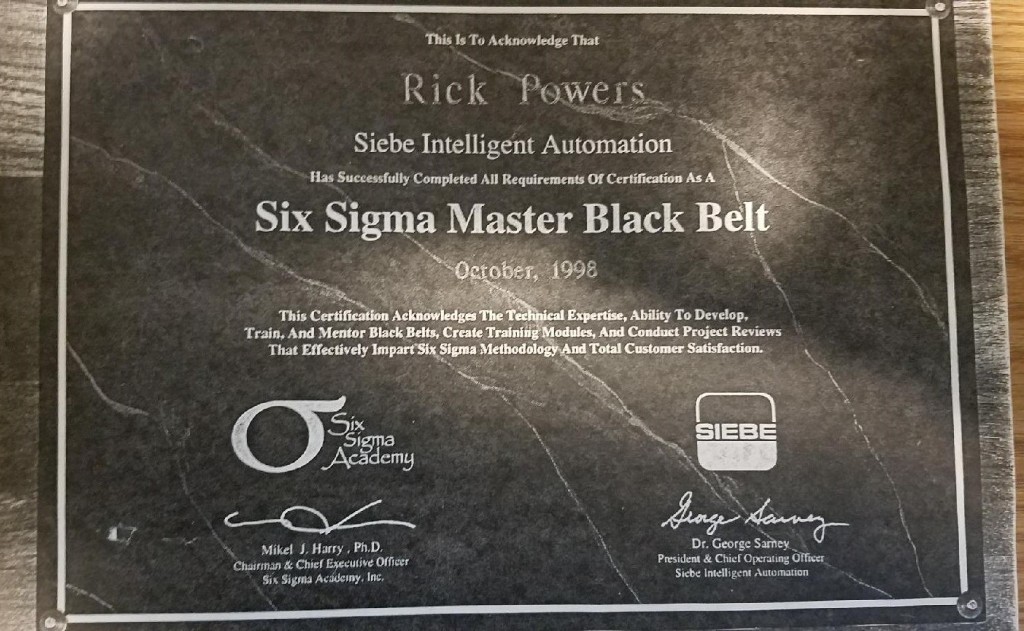 This Is To Acknowledge That
Rick Powers
Siebe Intelligent Automation
Has Successfully Completed All Requirements Of Certification As A
Six Sigma Master Black Belt
October, 1998
This Certification Acknowledges The Technical Expertise, Ability To Develop,
Train, And Mentor Black Belts, Create Training Modules, And Conduct Project Reviews
That Effectively Impart Six Sigma Methodology And Total Customer Satisfaction.
Six
Sigma
Academy
SIEBE
George Sarney
Mikel J. Harry, Ph.D.
Chairman & Chief Executive Officer
Six Sigma Academy, Inc.
Dr. George Sarney
President & Chief Operating Officer
Siebe Intelligent Automation